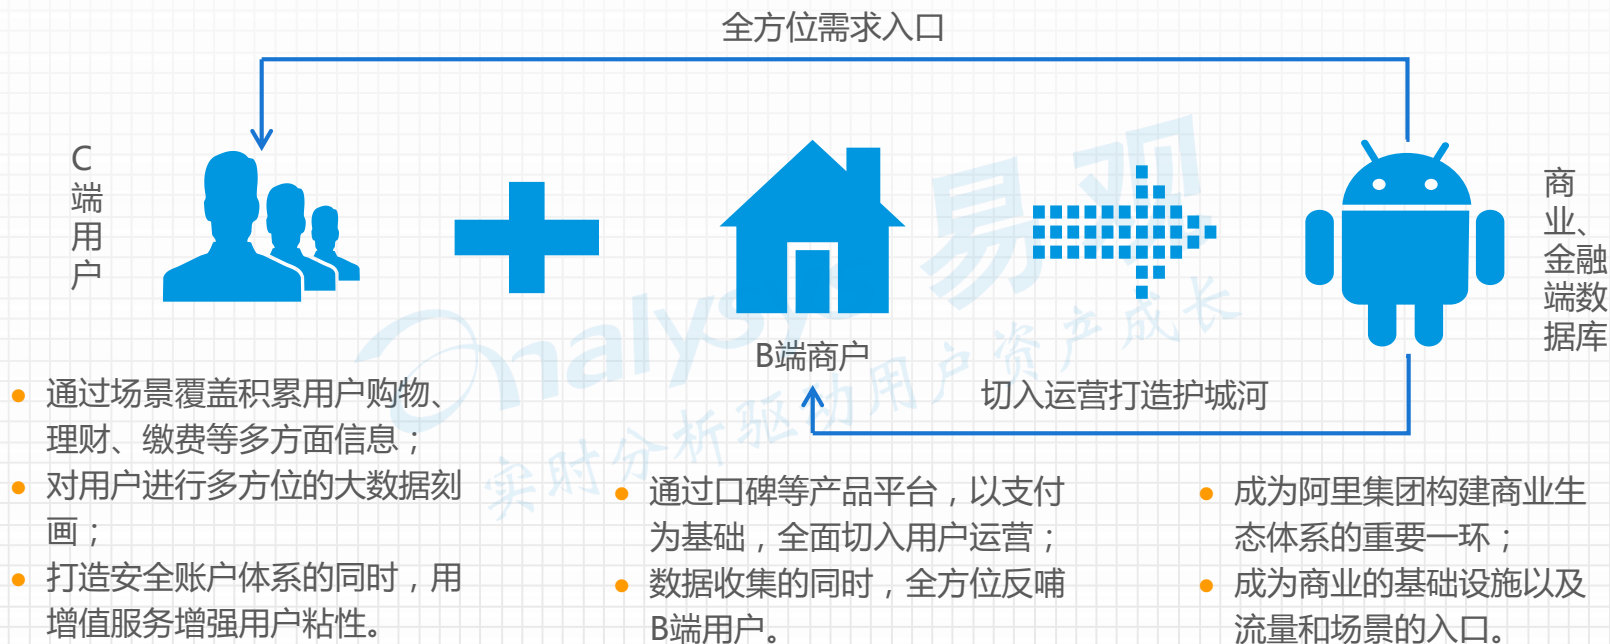 全方位需求入口
C端用户
商业、金融端数据库
B端商户
切入运营打造护城河
通过场景覆盖积累用户购物、
理财、缴费等多方面信息；
对用户进行多方位的大数据刻
画；
打造安全账户体系的同时，用
增值服务增强用户粘性。
通过口碑等产品平台，以支付
为基础，全面切入用户运营；
数据收集的同时，全方位反哺
B端用户。
成为阿里集团构建商业生
态体系的重要一环；
成为商业的基础设施以及
流量和场景的入口。
analysys 易观
实时分析驱动用户资产成长